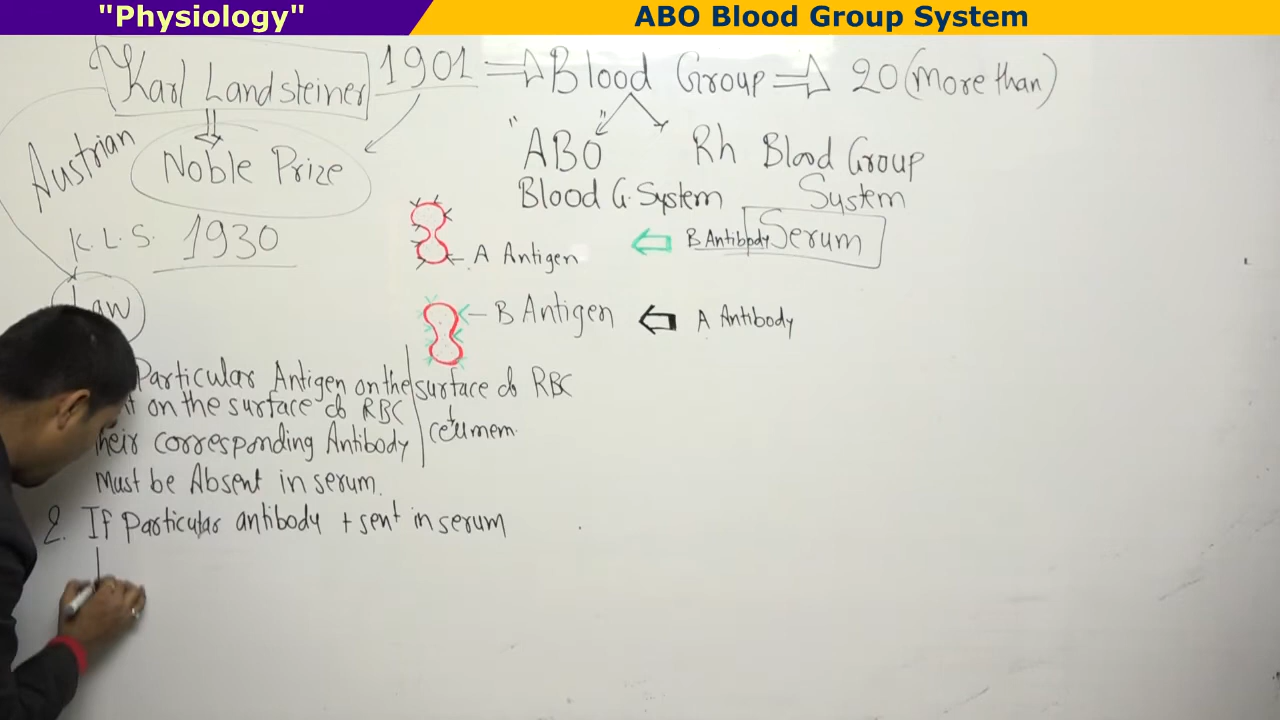 "Physiology"
ABO Blood Group System
Karl Landsteiner 1901 ⇒ Blood Group ⇒ 20 (more than)
Austrian
Noble Prize
"ABO"
Blood G. System
Rh Blood Group
System
K. L. S. 1930
A Antigen
B Antibody
Serum
Law
B Antigen
A Antibody
Particular Antigen on the surface of RBC
on the surface of RBC
cell mem.
their corresponding Antibody
must be Absent in serum.
2. If Particular antibody + sent in serum